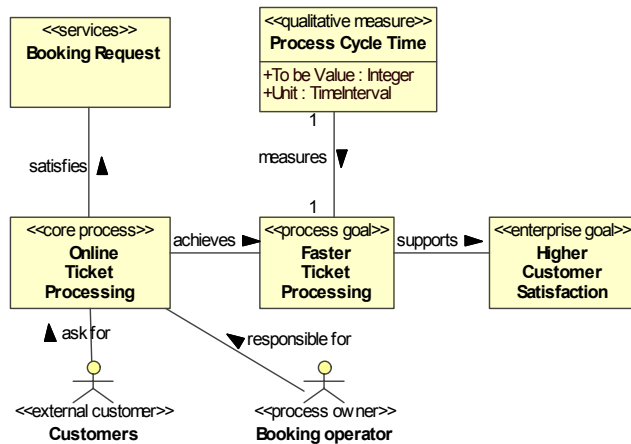 <<services>>
Booking Request
<<qualitative measure>>
Process Cycle Time
+To be Value : Integer
+Unit : TimeInterval
1
satisfies
measures
1
<<core process>>
Online
Ticket
Processing
achieves
<<process goal>>
Faster
Ticket
Processing
supports
<<enterprise goal>>
Higher
Customer
Satisfaction
ask for
responsible for
<<external customer>>
Customers
<<process owner>>
Booking operator